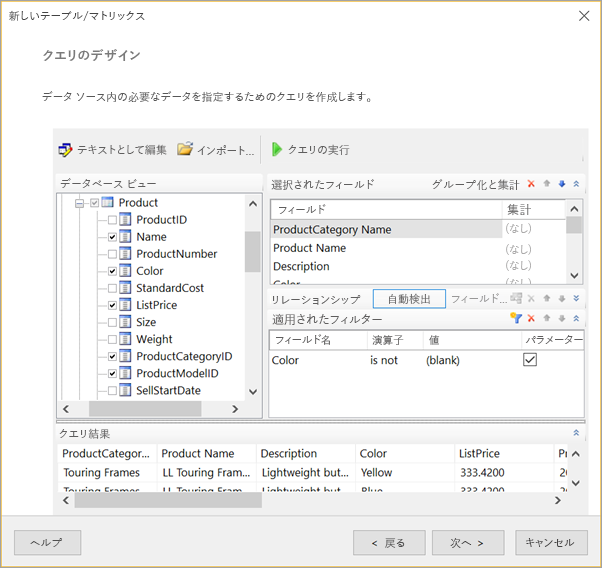 新しいテーブル/マトリックス
クエリのデザイン
データ ソース内の必要なデータを指定するためのクエリを作成します。
テキストとして編集 インポート... クエリの実行
データベース ビュー
Product
ProductID
Name
ProductNumber
Color
StandardCost
ListPrice
Size
Weight
ProductCategoryID
ProductModelID
SellStartDate
選択されたフィールド グループ化と集計
フィールド 集計
ProductCategory Name (なし)
Product Name (なし)
Description (なし)
Color (なし)
リレーションシップ 自動検出 フィールド...
適用されたフィルター
フィールド名 演算子 値 パラメーター
Color is not (blank)
クエリ結果
ProductCategor... Product Name Description Color ListPrice
Touring Frames LL Touring Fram... Lightweight but... Yellow 333.4200
Touring Frames LL Touring Fram... Lightweight but... Blue 333.4200
ヘルプ < 戻る 次へ > キャンセル